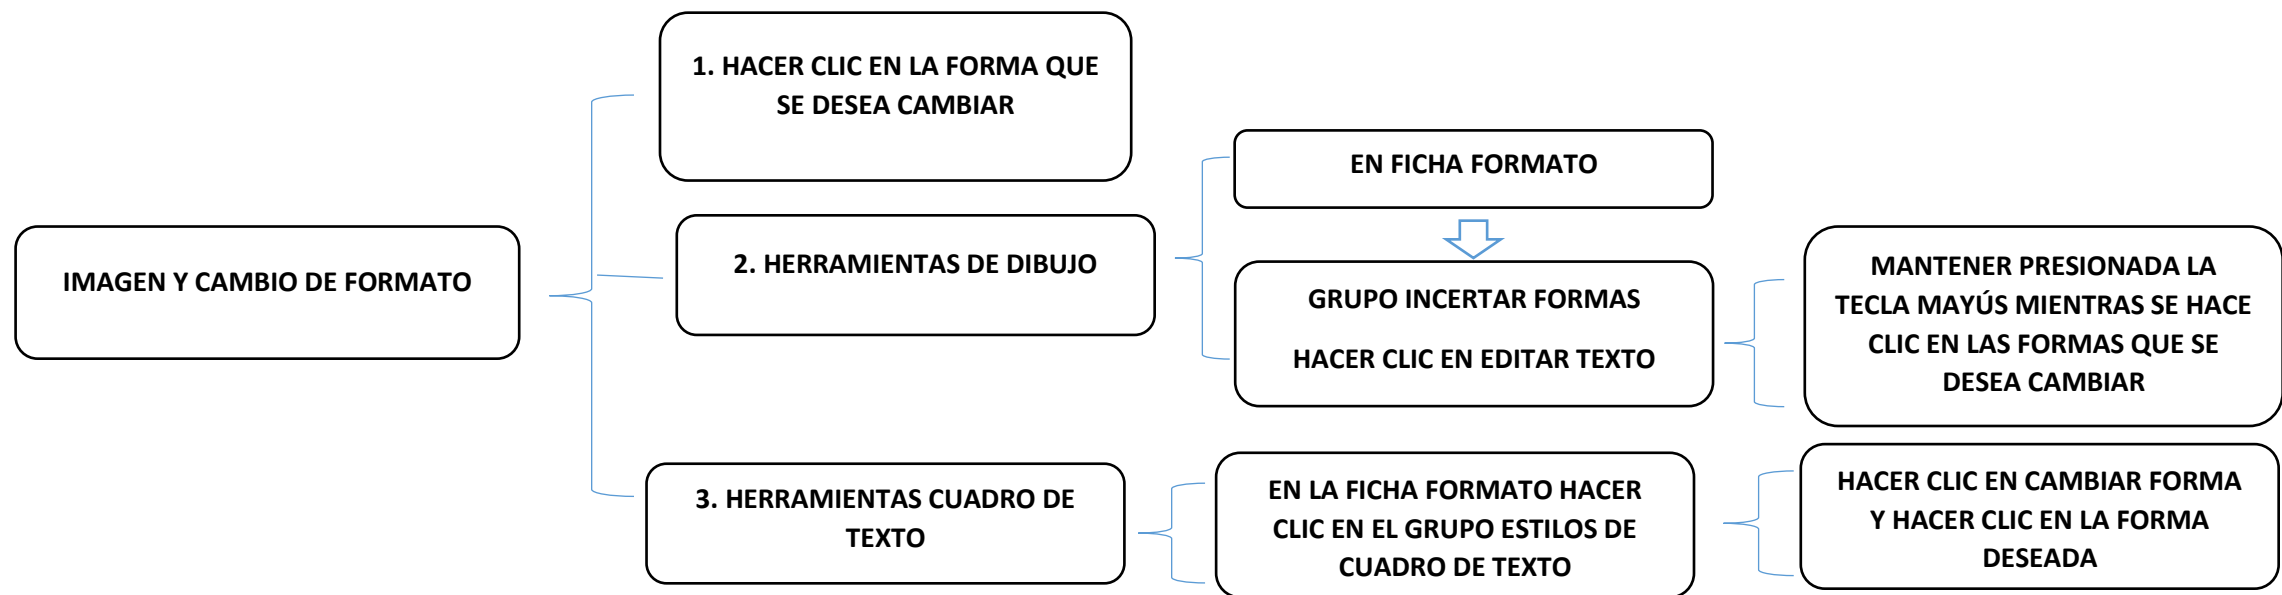 1. HACER CLIC EN LA FORMA QUE
SE DESEA CAMBIAR
EN FICHA FORMATO
IMAGEN Y CAMBIO DE FORMATO
2. HERRAMIENTAS DE DIBUJO
GRUPO INCERTAR FORMAS
HACER CLIC EN EDITAR TEXTO
MANTENER PRESIONADA LA
TECLA MAYÚS MIENTRAS SE HACE
CLIC EN LAS FORMAS QUE SE
DESEA CAMBIAR
3. HERRAMIENTAS CUADRO DE
TEXTO
EN LA FICHA FORMATO HACER
CLIC EN EL GRUPO ESTILOS DE
CUADRO DE TEXTO
HACER CLIC EN CAMBIAR FORMA
Y HACER CLIC EN LA FORMA
DESEADA